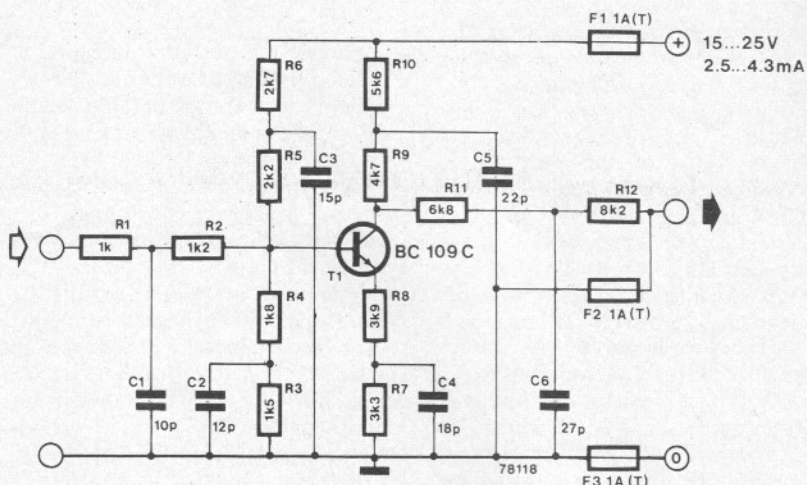 F1 1A(T)
+
15...25V
2.5...4.3mA
R6
2k7
R10
5k6
R5
2k2
C3
15p
R9
4k7
C5
22p
R11
6k8
R12
8k2
R1
1k
R2
1k2
BC 109C
T1
R4
1k8
R8
3k9
F2 1A(T)
C1
10p
C2
12p
R3
1k5
R7
3k3
C4
18p
C6
27p
78118
0
F3 1A(T)